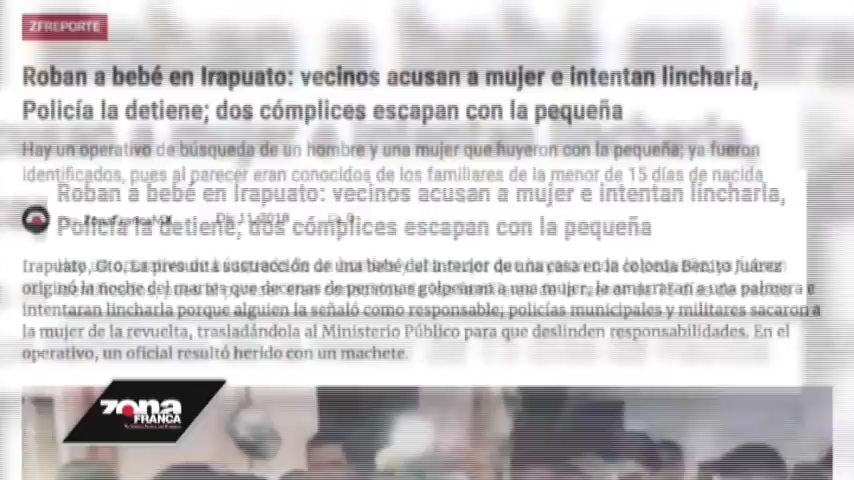 ZFREPORTE
Roban a bebé en Irapuato: vecinos acusan a mujer e intentan lincharla,
Policía la detiene; dos cómplices escapan con la pequeña
Hay un operativo de búsqueda de un hombre y una mujer que huyeron con la pequeña; ya fueron
identificados, pues al parecer eran conocidos de los familiares de la menor de 15 días de nacida
Roban a bebé en Irapuato: vecinos acusan a mujer e intentan lincharla,
Policía la detiene; dos cómplices escapan con la pequeña
ZonaFrancaMX Dic 11, 2018 0
Irapuato, Gto. La presunta sustracción de una bebé del interior de una casa en la colonia Benito Juárez
originó la noche del martes que decenas de personas golpearan a una mujer, la amarraran a una palmera e
intentaran lincharla porque alguien la señaló como responsable; policías municipales y militares sacaron a
la mujer de la revuelta, trasladándola al Ministerio Público para que deslinden responsabilidades. En el
operativo, un oficial resultó herido con un machete.
ZONA
FRANCA